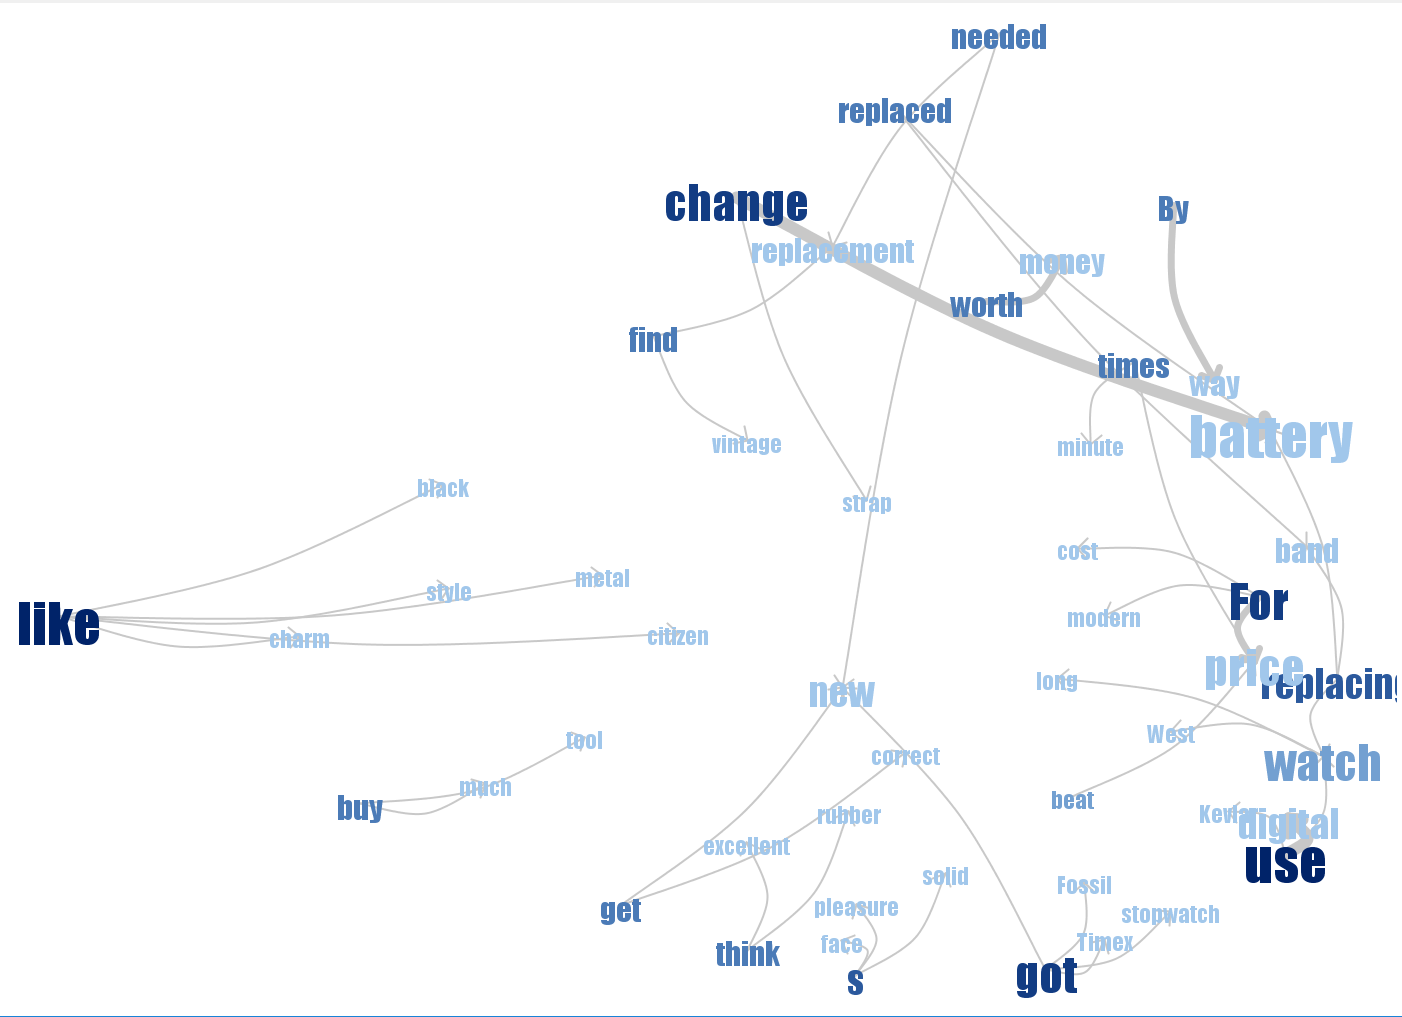 needed
replaced
change
By
replacement
money
worth
find
times
way
battery
vintage
minute
black
strap
cost
band
metal
style
For
like
modern
charm
citizen
price
long
replacing
new
West
tool
correct
watch
much
buy
beat
rubber
Kevlar
digital
excellent
use
solid
Fossil
get
pleasure
stopwatch
face
Timex
think
s
got